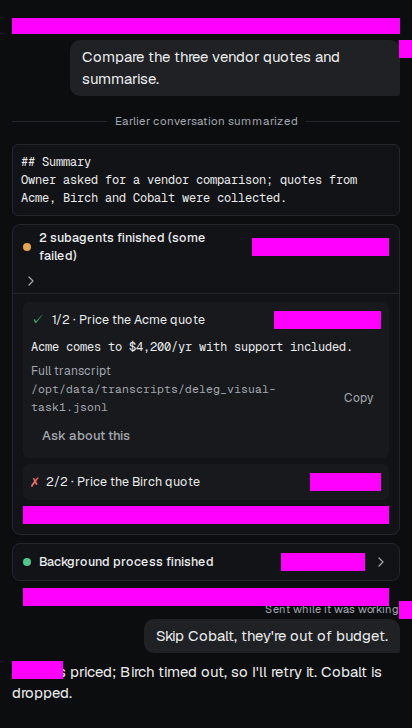 Compare the three vendor quotes and
summarise.
Earlier conversation summarized
## Summary
Owner asked for a vendor comparison; quotes from
Acme, Birch and Cobalt were collected.
2 subagents finished (some
failed)
✓ 1/2 · Price the Acme quote
Acme comes to $4,200/yr with support included.
Full transcript
/opt/data/transcripts/deleg_visual-
task1.jsonl
Copy
Ask about this
✗ 2/2 · Price the Birch quote
Background process finished
Sent while it was working
Skip Cobalt, they're out of budget.
priced; Birch timed out, so I'll retry it. Cobalt is
dropped.